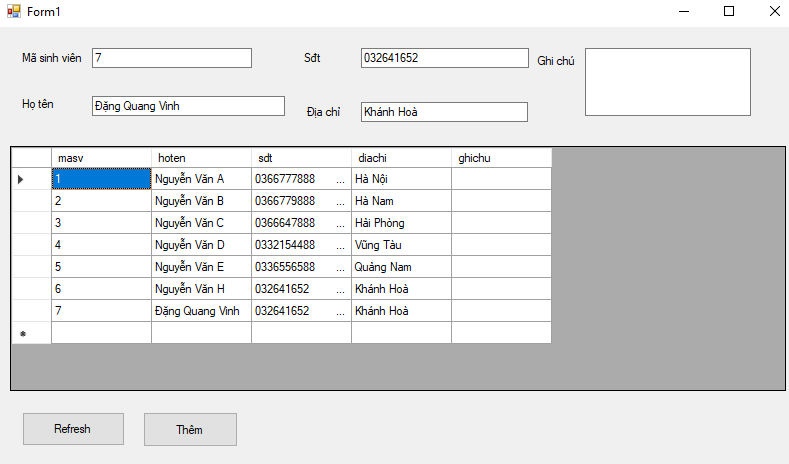 Form1
Mã sinh viên 7 Sđt 032641652 Ghi chú
Họ tên Đặng Quang Vinh Địa chỉ Khánh Hoà
masv hoten sdt diachi ghichu
1 Nguyễn Văn A 0366777888 ... Hà Nội
2 Nguyễn Văn B 0366779888 ... Hà Nam
3 Nguyễn Văn C 0366647888 ... Hải Phòng
4 Nguyễn Văn D 0332154488 ... Vũng Tàu
5 Nguyễn Văn E 0336556588 ... Quảng Nam
6 Nguyễn Văn H 032641652 ... Khánh Hoà
7 Đặng Quang Vinh 032641652 ... Khánh Hoà
Refresh Thêm